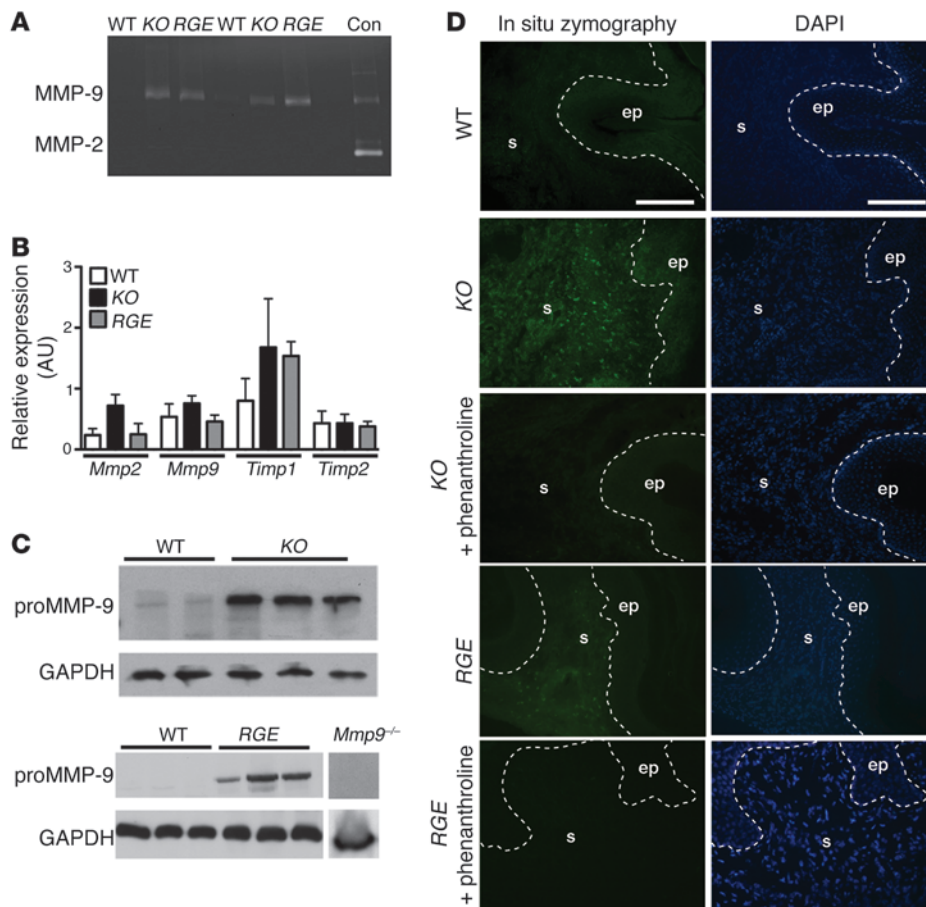 A
WT KO RGE WT KO RGE Con
MMP-9
MMP-2
B
Relative expression
(AU)
3
2
1
0
WT
KO
RGE
Mmp2 Mmp9 Timp1 Timp2
C
WT KO
proMMP-9
GAPDH
WT RGE Mmp9–/–
proMMP-9
GAPDH
D
In situ zymography DAPI
WT
s ep
s ep
KO
s ep
s ep
KO
+ phenanthroline
s ep
s ep
RGE
s ep
s ep
RGE
+ phenanthroline
s ep
s ep